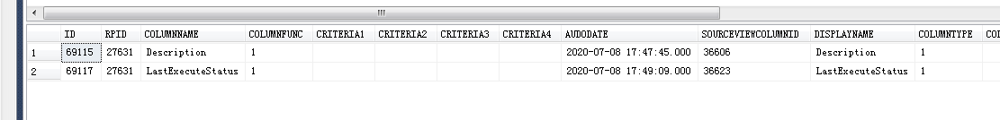 ID RPID COLUMNNAME COLUMNFUNC CRITERIA1 CRITERIA2 CRITERIA3 CRITERIA4 AUDODATE SOURCEVIEWCOLUMNID DISPLAYNAME COLUMNTYPE COL
1 69115 27631 Description 1 2020-07-08 17:47:45.000 36606 Description 1
2 69117 27631 LastExecuteStatus 1 2020-07-08 17:49:09.000 36623 LastExecuteStatus 1